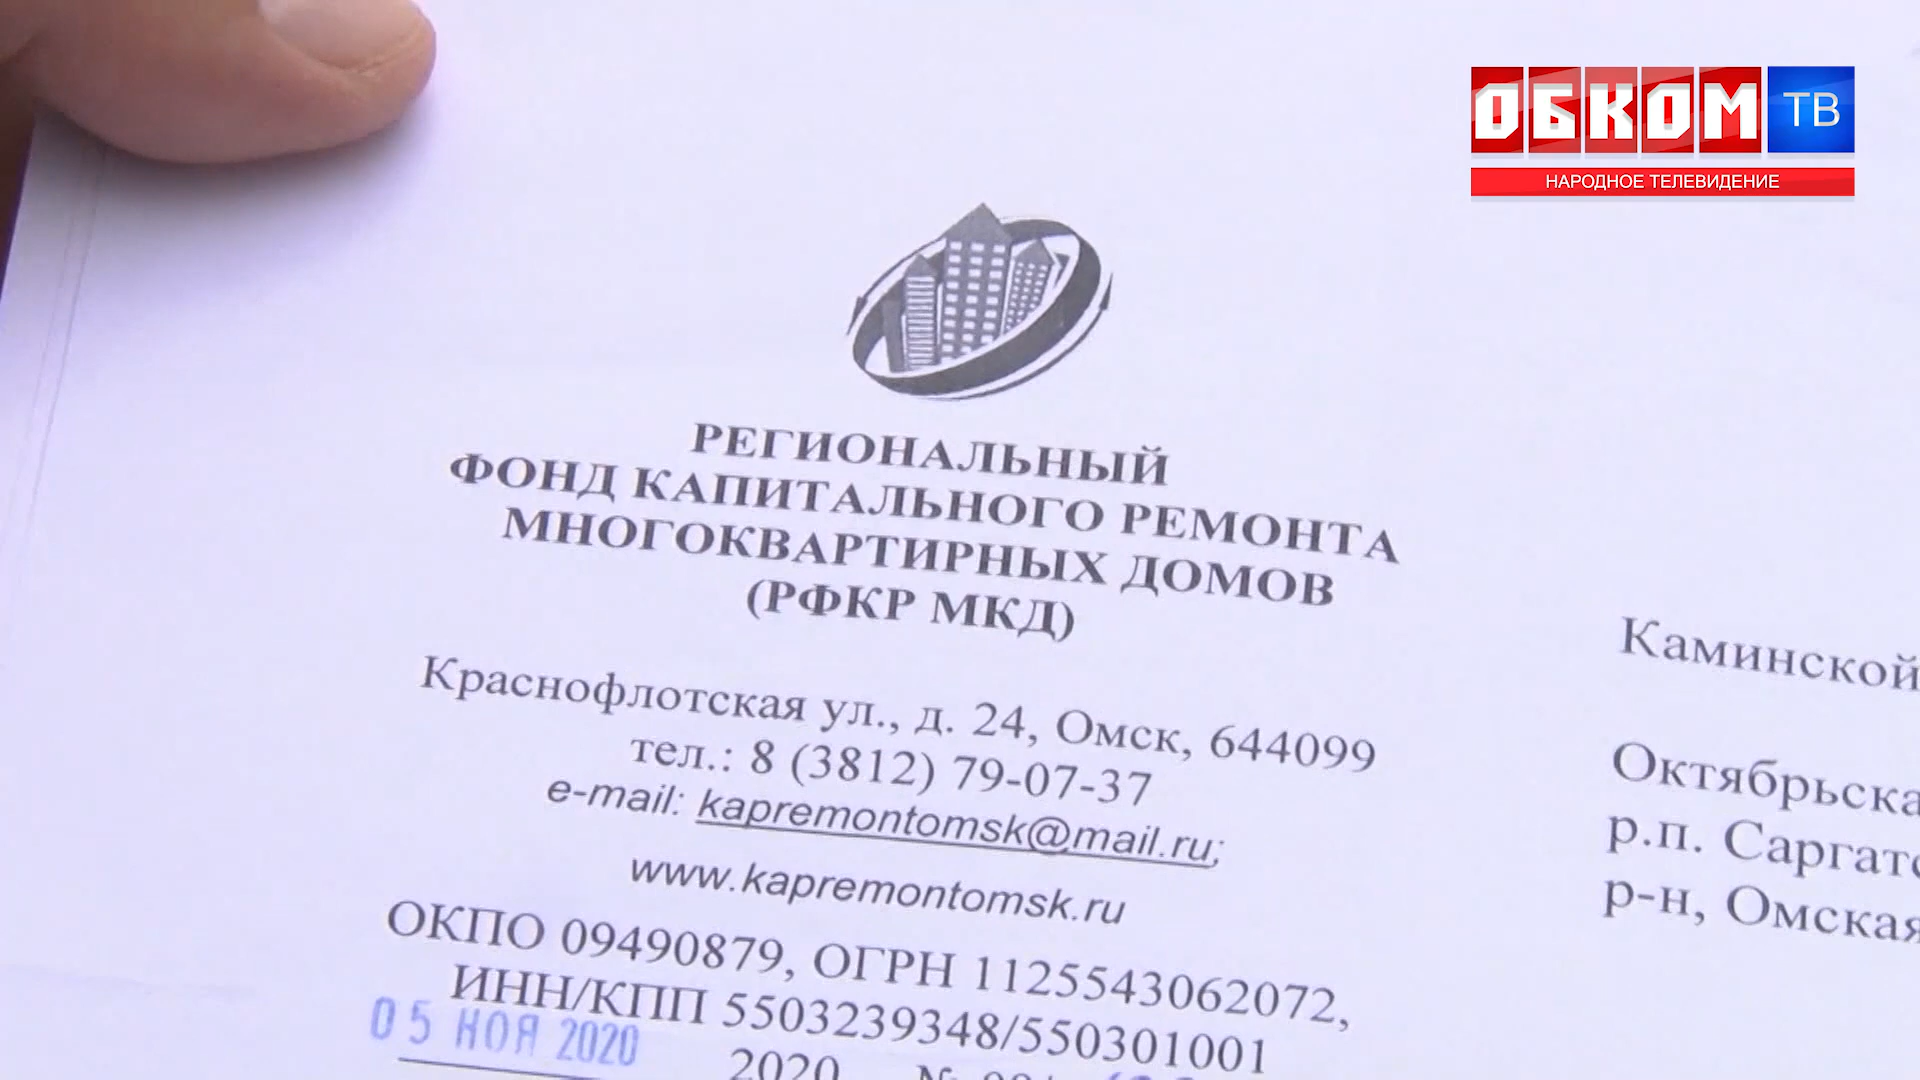 ОБКОМ ТВ
НАРОДНОЕ ТЕЛЕВИДЕНИЕ
РЕГИОНАЛЬНЫЙ
ФОНД КАПИТАЛЬНОГО РЕМОНТА
МНОГОКВАРТИРНЫХ ДОМОВ
(РФКР МКД)
Краснофлотская ул., д. 24, Омск, 644099
тел.: 8 (3812) 79-07-37
e-mail: kapremontomsk@mail.ru;
www.kapremontomsk.ru
ОКПО 09490879, ОГРН 1125543062072,
ИНН/КПП 5503239348/550301001
05 НОЯ 2020
2020 №
Каминской
Октябрьска
р.п. Саргатс
р-н, Омская